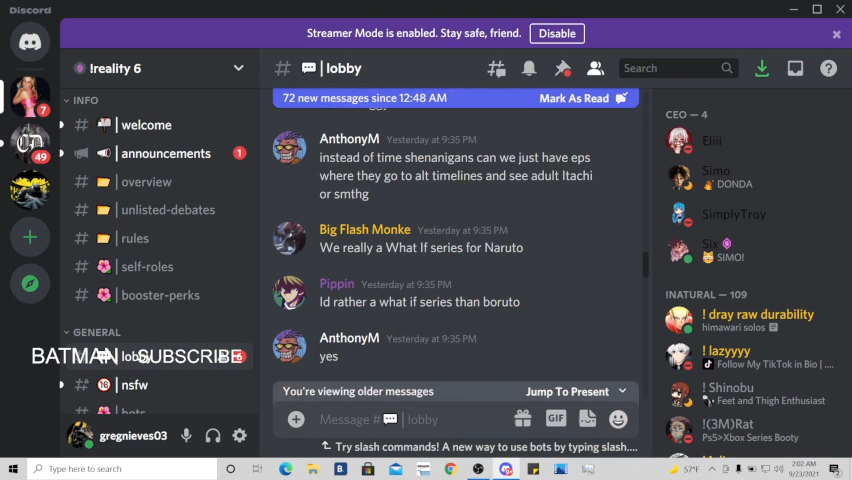 Discord
Streamer Mode is enabled. Stay safe, friend.
Disable
Ireality 6
INFO
welcome
announcements
1
overview
unlisted-debates
rules
self-roles
booster-perks
GENERAL
lobby
6
BATMAN SUBSCRIBE
nsfw
bots
7
49
gregnieves03
| lobby
Search
72 new messages since 12:48 AM
Mark As Read
AnthonyM Yesterday at 9:35 PM
instead of time shenanigans can we just have eps
where they go to alt timelines and see adult Itachi
or smthg
Big Flash Monke Yesterday at 9:35 PM
We really a What If series for Naruto
Pippin Yesterday at 9:35 PM
Id rather a what if series than boruto
AnthonyM Yesterday at 9:35 PM
yes
You're viewing older messages
Jump To Present
Message # | lobby
GIF
Try slash commands! A new way to use bots by typing slash....
CEO — 4
Eliii
Simo
DONDA
SimplyTroy
Six
SIMO!
INATURAL — 109
! dray raw durability
himawari solos
! lazyyyy
Follow My TikTok in Bio | ....
! Shinobu
Feet and Thigh Enthusiast
!(3M)Rat
Ps5>Xbox Series Booty
Type here to search
57°F
2:02 AM
9/23/2021
2